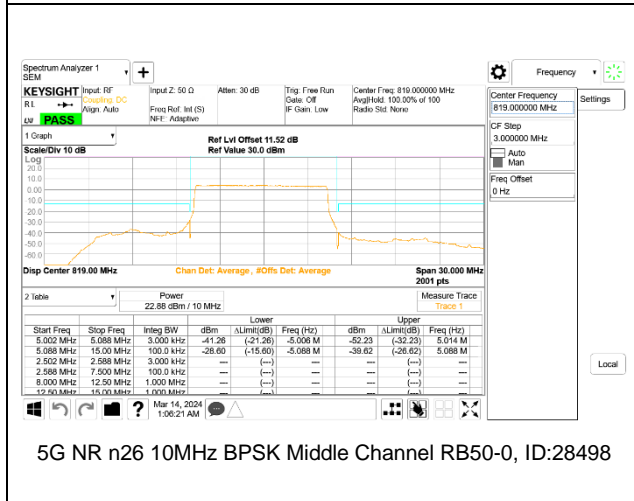 Spectrum Analyzer 1
SEM
Frequency
KEYSIGHT Input: RF Input Z: 50 Ω Atten: 30 dB Trig: Free Run Center Freq: 819.000000 MHz
Coupling: DC Gate: Off Avg|Hold: 100.00% of 100
Align: Auto Freq Ref: Int (S) IF Gain: Low Radio Std: None
NFE: Adaptive
PASS
Center Frequency
819.000000 MHz
Settings
CF Step
3.000000 MHz
Auto
Man
Freq Offset
0 Hz
1 Graph
Ref Lvl Offset 11.52 dB
Scale/Div 10 dB Ref Value 30.0 dBm
Log
20.0
10.0
0.00
-10.0
-20.0
-30.0
-40.0
-50.0
-60.0
Disp Center 819.00 MHz Chan Det: Average , #Offs Det: Average Span 30.000 MHz
2001 pts
2 Table Power Measure Trace
22.88 dBm / 10 MHz Trace 1
Lower Upper
Start Freq Stop Freq Integ BW dBm ΔLimit(dB) Freq (Hz) dBm ΔLimit(dB) Freq (Hz)
5.002 MHz 5.088 MHz 3.000 kHz -41.26 (-21.26) -5.006 M -52.23 (-32.23) 5.014 M
5.088 MHz 15.00 MHz 100.0 kHz -28.60 (-15.60) -5.088 M -39.62 (-26.62) 5.088 M
2.502 MHz 2.588 MHz 3.000 kHz --- (---) --- --- (---) ---
2.588 MHz 7.500 MHz 100.0 kHz --- (---) --- --- (---) ---
8.000 MHz 12.50 MHz 1.000 MHz --- (---) --- --- (---) ---
12.50 MHz 15.00 MHz 1.000 MHz --- (---) --- --- (---) ---
Local
Mar 14, 2024
1:06:21 AM
5G NR n26 10MHz BPSK Middle Channel RB50-0, ID:28498